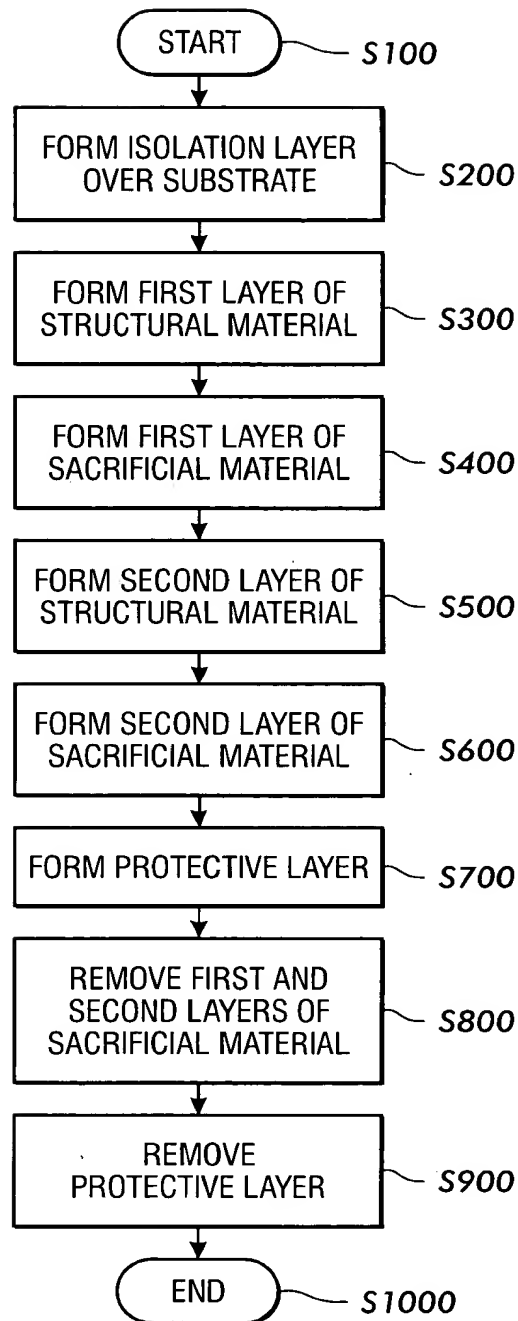 START
S100
FORM ISOLATION LAYER
OVER SUBSTRATE
S200
FORM FIRST LAYER OF
STRUCTURAL MATERIAL
S300
FORM FIRST LAYER OF
SACRIFICIAL MATERIAL
S400
FORM SECOND LAYER OF
STRUCTURAL MATERIAL
S500
FORM SECOND LAYER OF
SACRIFICIAL MATERIAL
S600
FORM PROTECTIVE LAYER
S700
REMOVE FIRST AND
SECOND LAYERS OF
SACRIFICIAL MATERIAL
S800
REMOVE
PROTECTIVE LAYER
S900
END
S1000